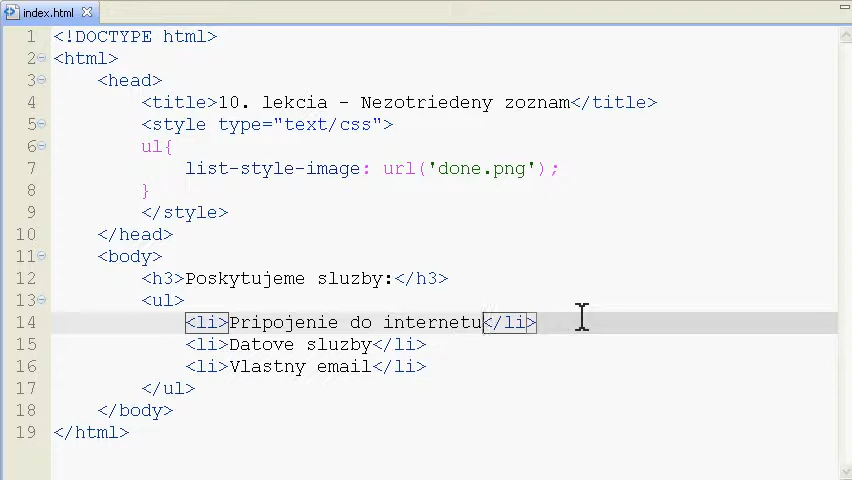 index.html
1 <!DOCTYPE html>
2 <html>
3 <head>
4 <title>10. lekcia - Nezotriedeny zoznam</title>
5 <style type="text/css">
6 ul{
7 list-style-image: url('done.png');
8 }
9 </style>
10 </head>
11 <body>
12 <h3>Poskytujeme sluzby:</h3>
13 <ul>
14 <li>Pripojenie do internetu</li>
15 <li>Datove sluzby</li>
16 <li>Vlastny email</li>
17 </ul>
18 </body>
19 </html>